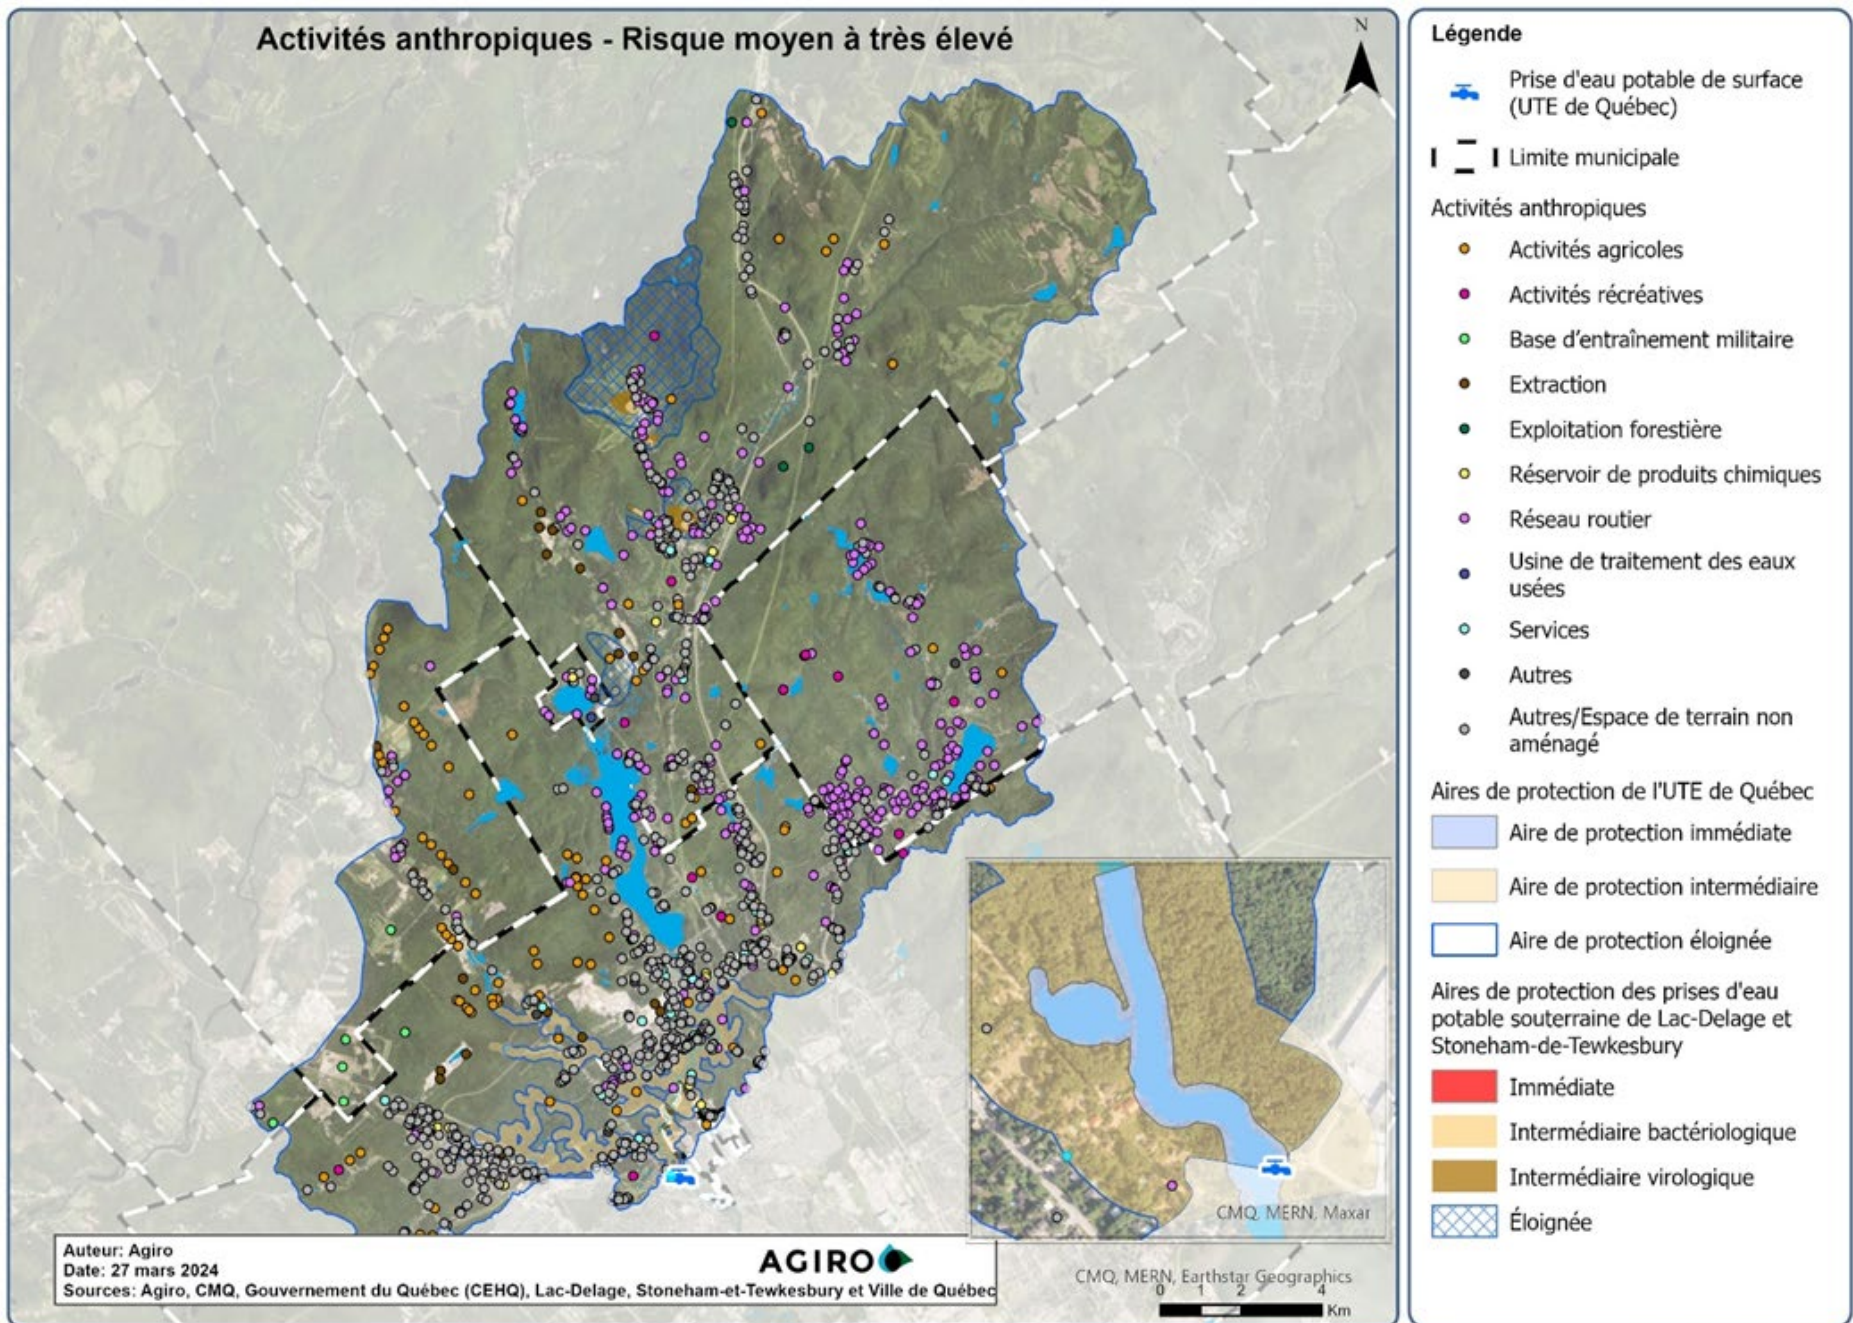 Activités anthropiques - Risque moyen à très élevé
N
CMQ, MERN, Maxar
Auteur: Agiro
Date: 27 mars 2024
Sources: Agiro, CMQ, Gouvernement du Québec (CEHQ), Lac-Delage, Stoneham-et-Tewkesbury et Ville de Québec
AGIRO
CMQ, MERN, Earthstar Geographics
0 1 2 4
Km
Légende
Prise d'eau potable de surface
(UTE de Québec)
Limite municipale
Activités anthropiques
Activités agricoles
Activités récréatives
Base d'entraînement militaire
Extraction
Exploitation forestière
Réservoir de produits chimiques
Réseau routier
Usine de traitement des eaux
usées
Services
Autres
Autres/Espace de terrain non
aménagé
Aires de protection de l'UTE de Québec
Aire de protection immédiate
Aire de protection intermédiaire
Aire de protection éloignée
Aires de protection des prises d'eau
potable souterraine de Lac-Delage et
Stoneham-de-Tewkesbury
Immédiate
Intermédiaire bactériologique
Intermédiaire virologique
Éloignée